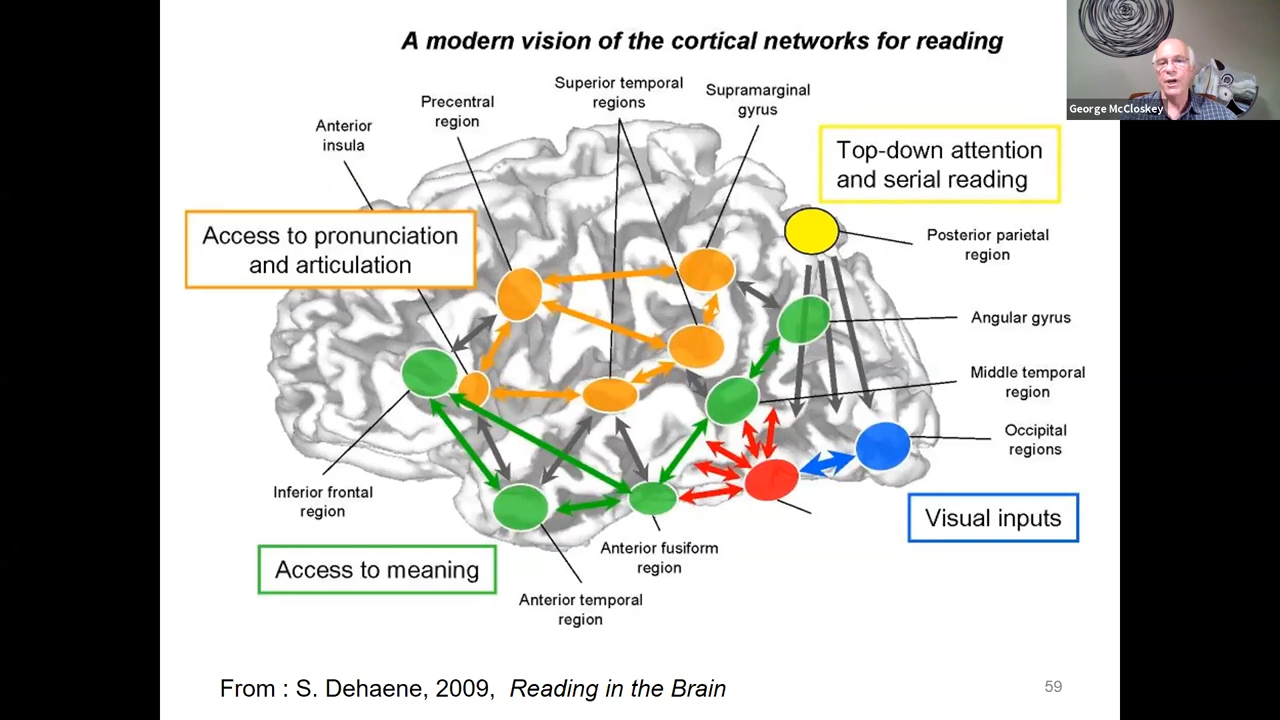 A modern vision of the cortical networks for reading
George McCloskey
Superior temporal
regions
Supramarginal
gyrus
Precentral
region
Anterior
insula
Top-down attention
and serial reading
Access to pronunciation
and articulation
Posterior parietal
region
Angular gyrus
Middle temporal
region
Occipital
regions
Inferior frontal
region
Visual inputs
Anterior fusiform
region
Access to meaning
Anterior temporal
region
From : S. Dehaene, 2009, Reading in the Brain
59